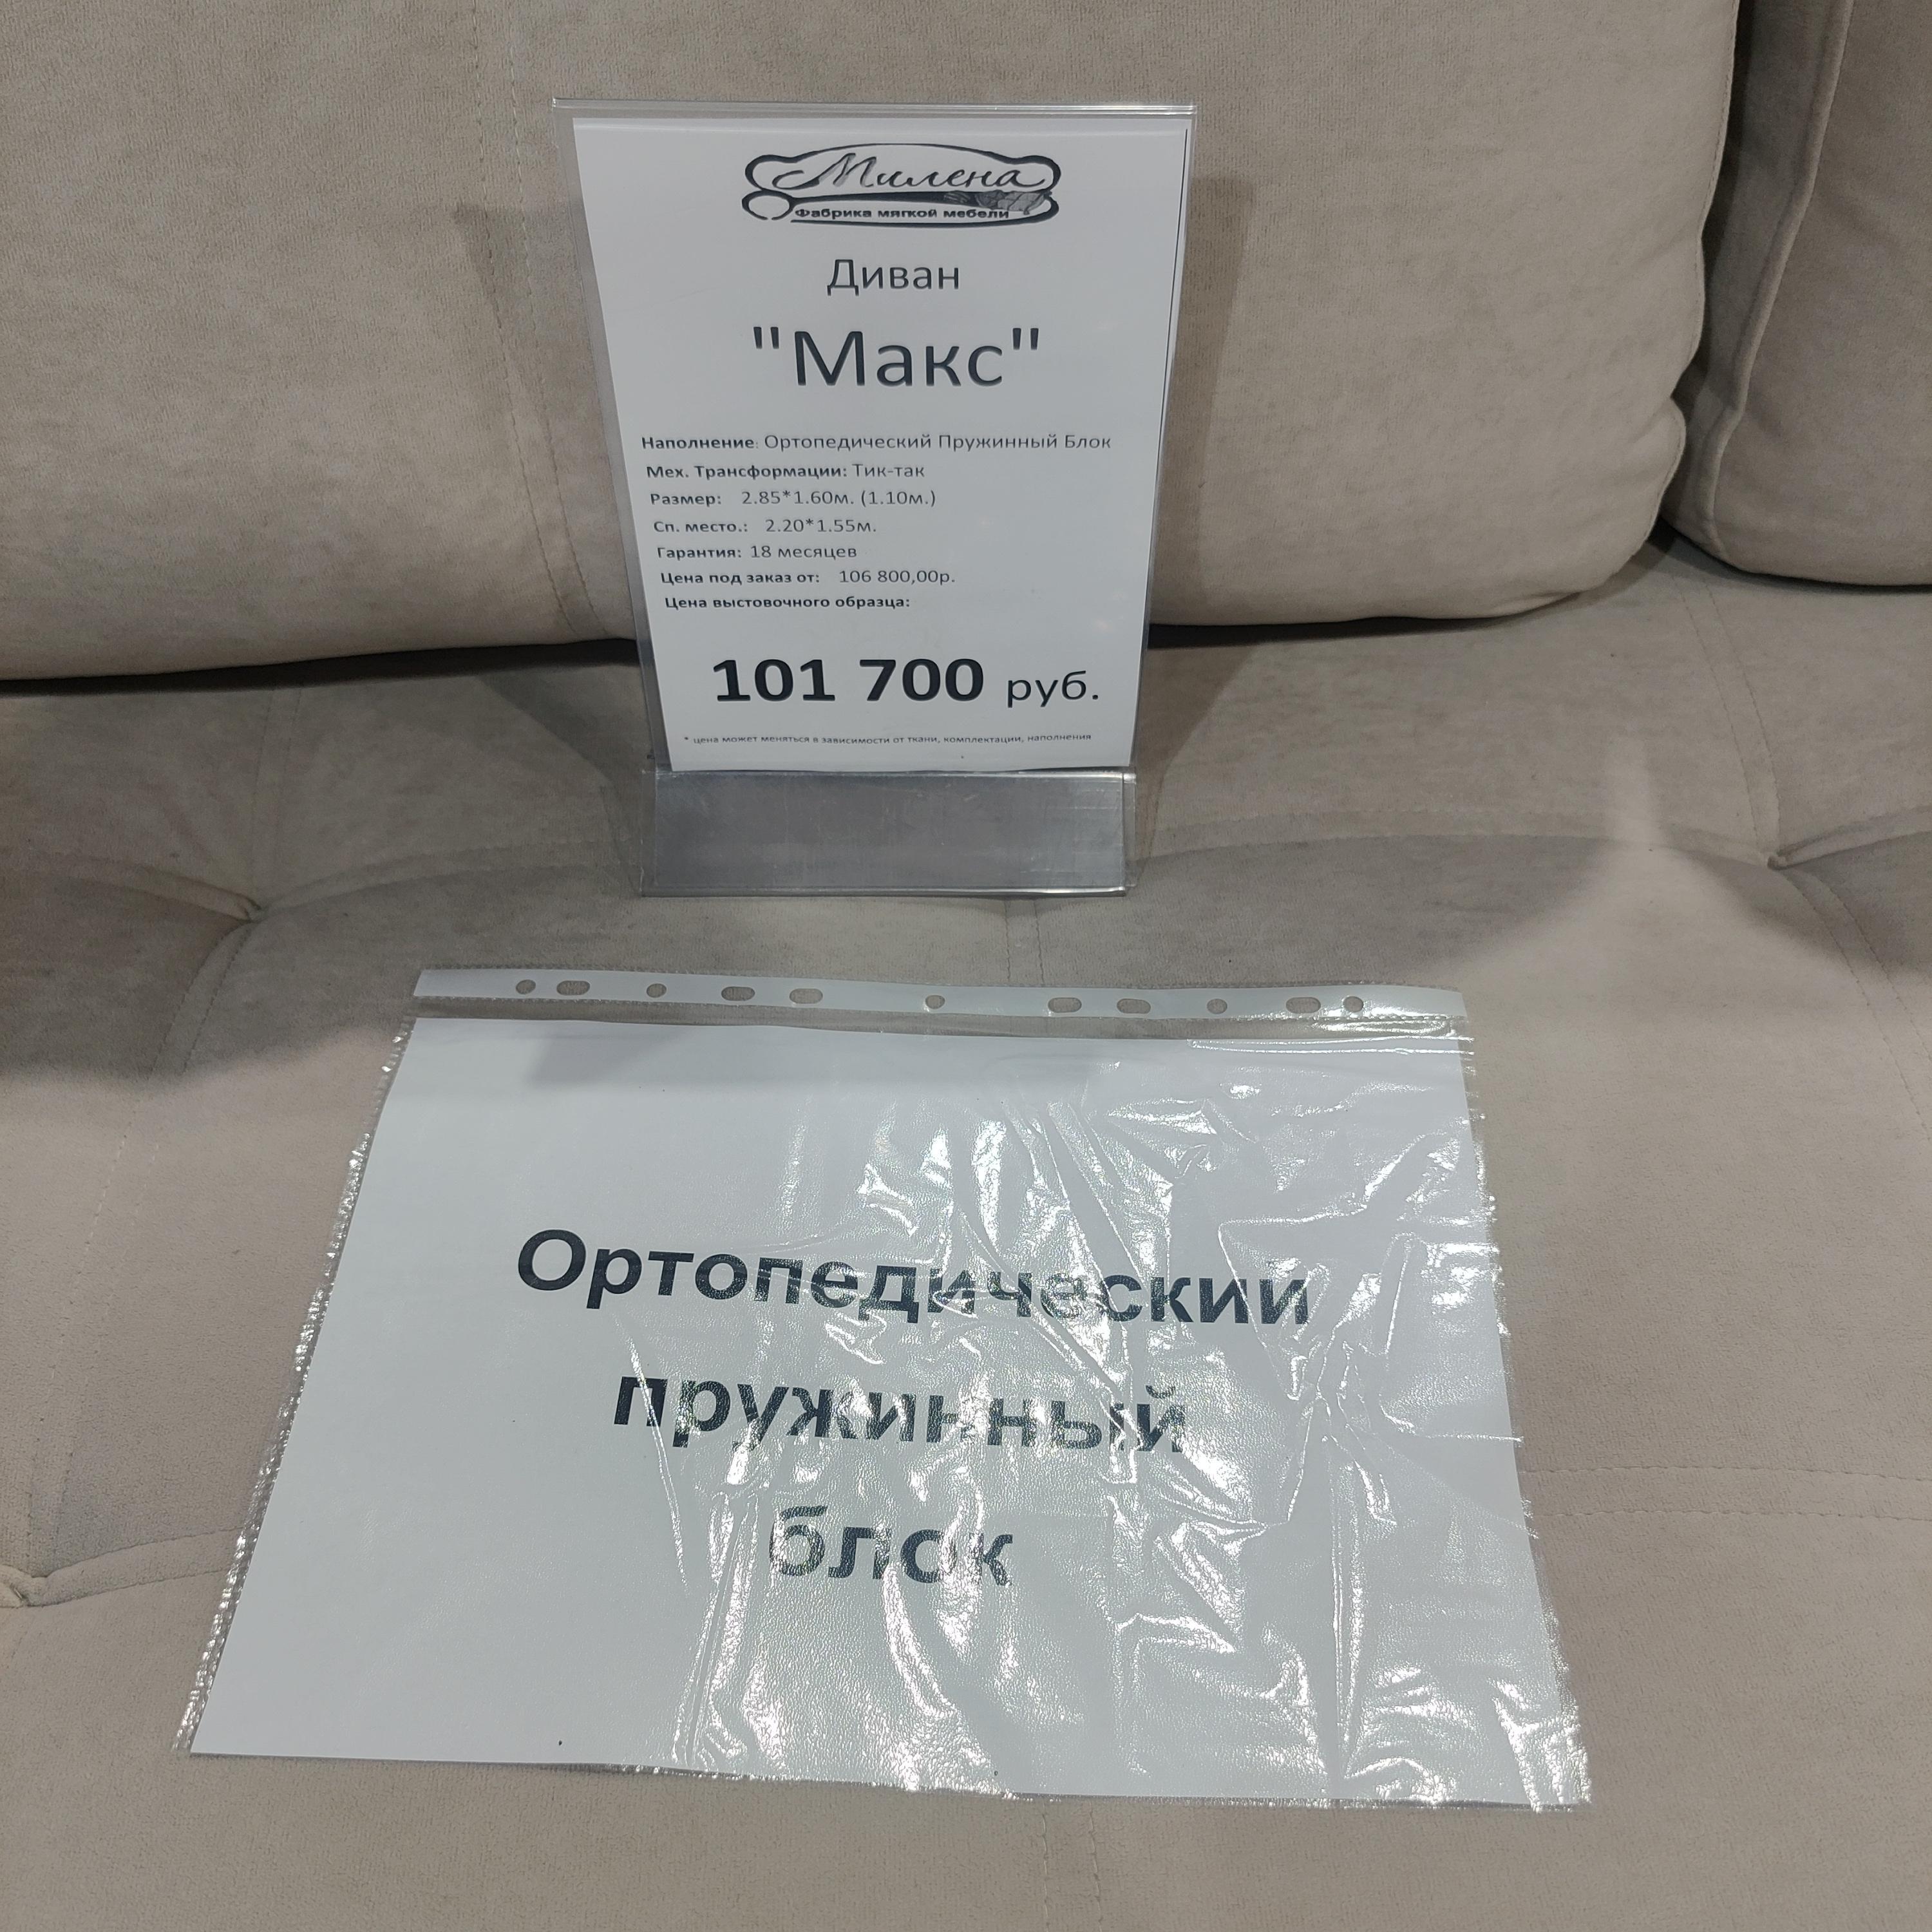 Милена
Фабрика мягкой мебели
Диван
"Макс"
Наполнение: Ортопедический Пружинный Блок
Мех. Трансформации: Тик-так
Размер: 2.85*1.60м. (1.10м.)
Сп. место.: 2.20*1.55м.
Гарантия: 18 месяцев
Цена под заказ от: 106 800,00р.
Цена выстовочного образца:
101 700 руб.
* цена может меняться в зависимости от ткани, комплектации, наполнения
Ортопедический
пружинный
блок